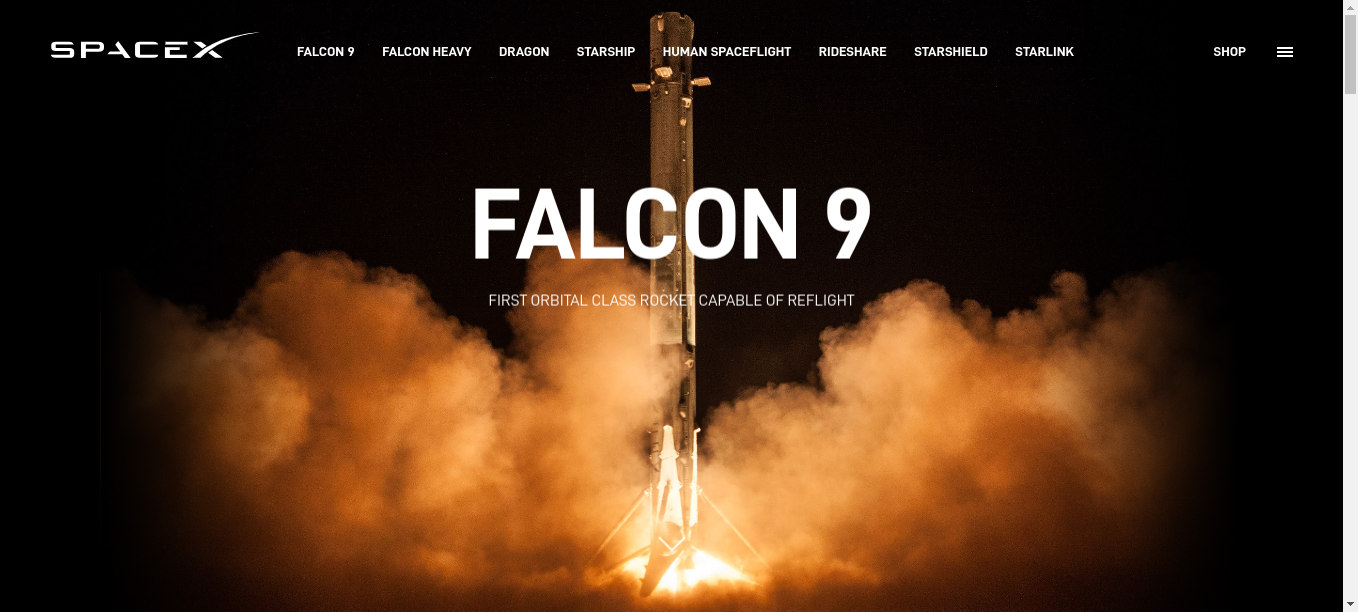 SPACEX FALCON 9 FALCON HEAVY DRAGON STARSHIP HUMAN SPACEFLIGHT RIDESHARE STARSHIELD STARLINK SHOP
FALCON 9
FIRST ORBITAL CLASS ROCKET CAPABLE OF REFLIGHT